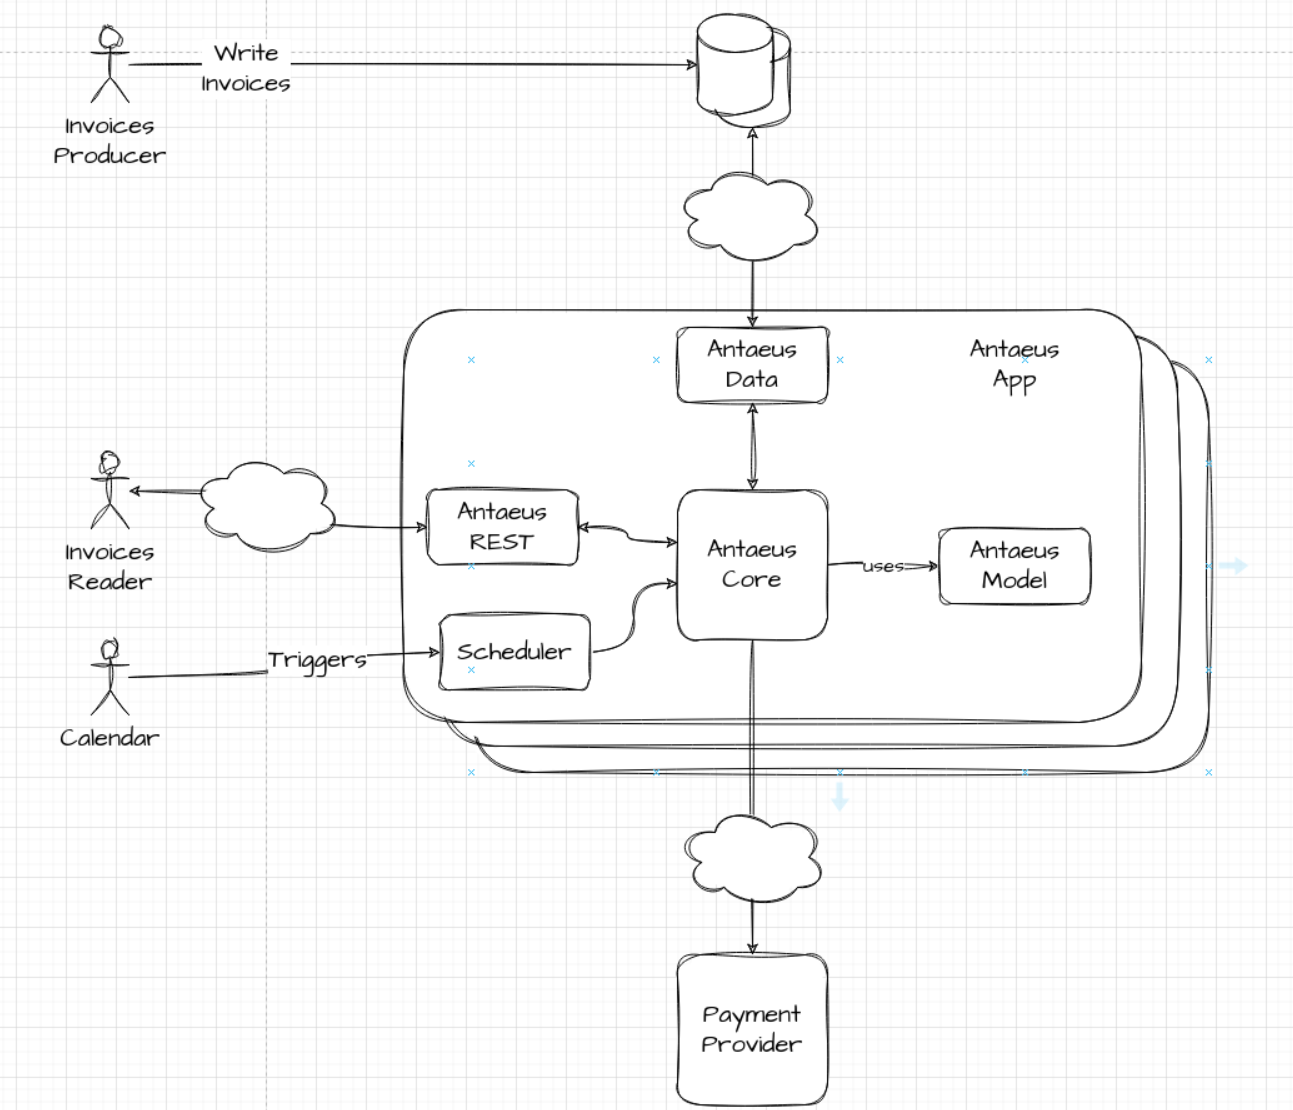 Write
Invoices
Invoices
Producer
Antaeus
Data
Antaeus
App
Antaeus
REST
Antaeus
Core
uses
Antaeus
Model
Invoices
Reader
Scheduler
Triggers
Calendar
Payment
Provider